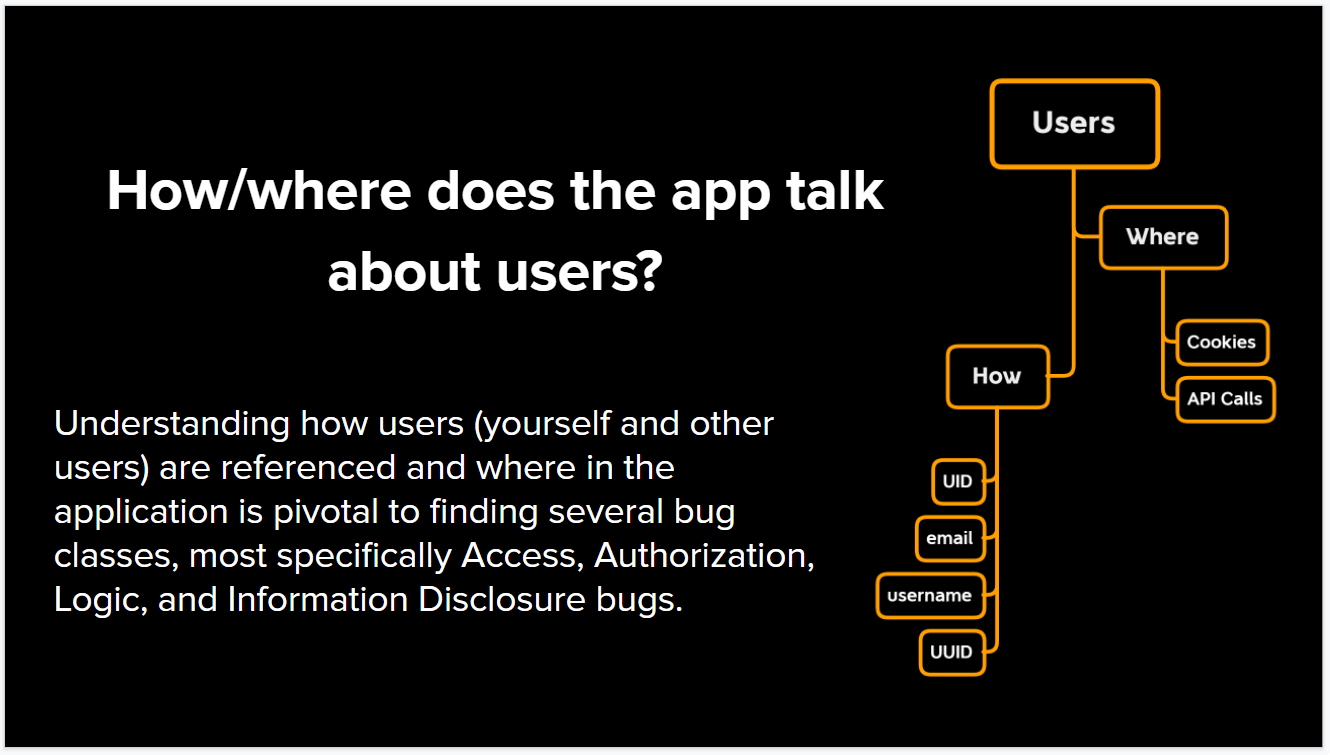 How/where does the app talk
about users?
Understanding how users (yourself and other
users) are referenced and where in the
application is pivotal to finding several bug
classes, most specifically Access, Authorization,
Logic, and Information Disclosure bugs.
Users
Where
Cookies
API Calls
How
UID
email
username
UUID